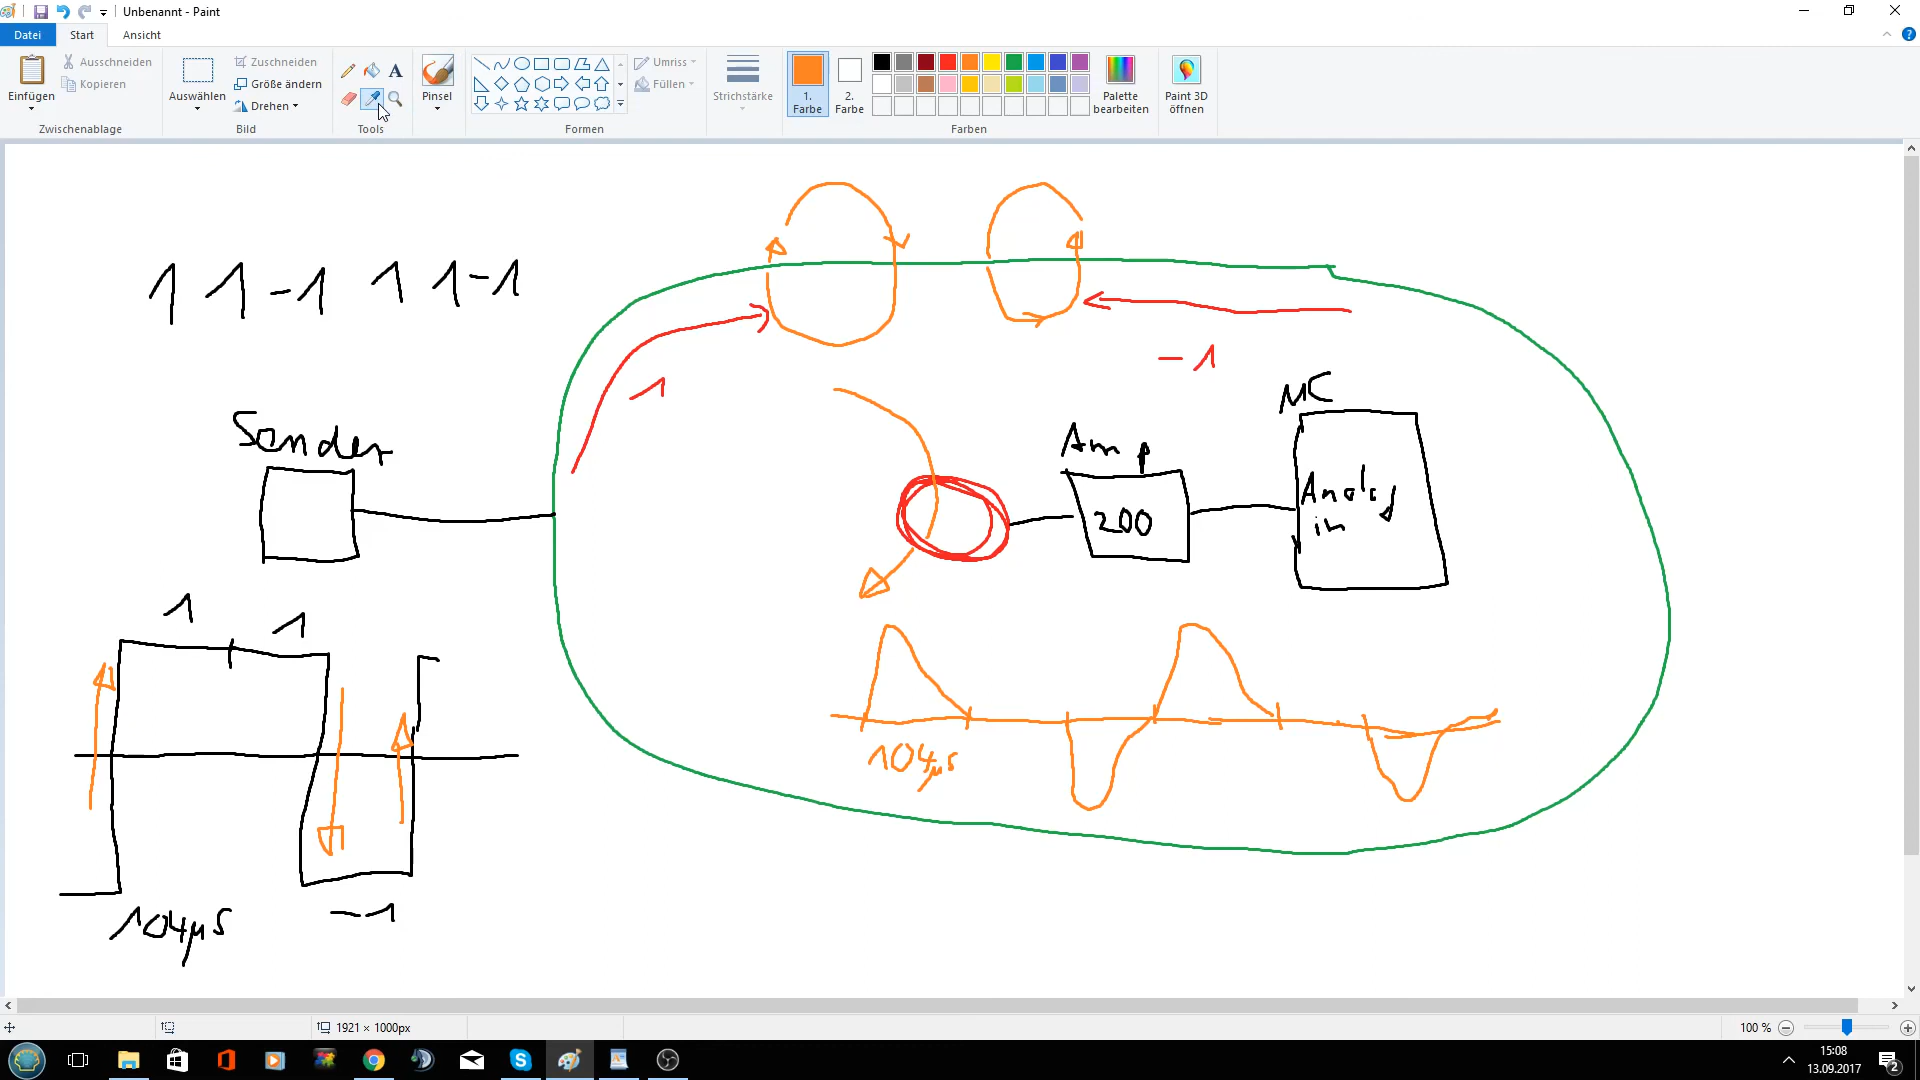 Unbenannt - Paint
Datei Start Ansicht
Einfügen
Ausschneiden
Kopieren
Zwischenablage
Auswählen
Zuschneiden
Größe ändern
Drehen
Bild
A
Tools
Pinsel
Formen
Umriss
Füllen
Strichstärke
1.
Farbe
2.
Farbe
Farben
Palette
bearbeiten
Paint 3D
öffnen
1 1 -1 1 1 -1
1
-1
Sender
Amp
200
µC
Analog
in
1 1
104µs
-1
104µs
1921 × 1000px
100 %
15:08
13.09.2017
2